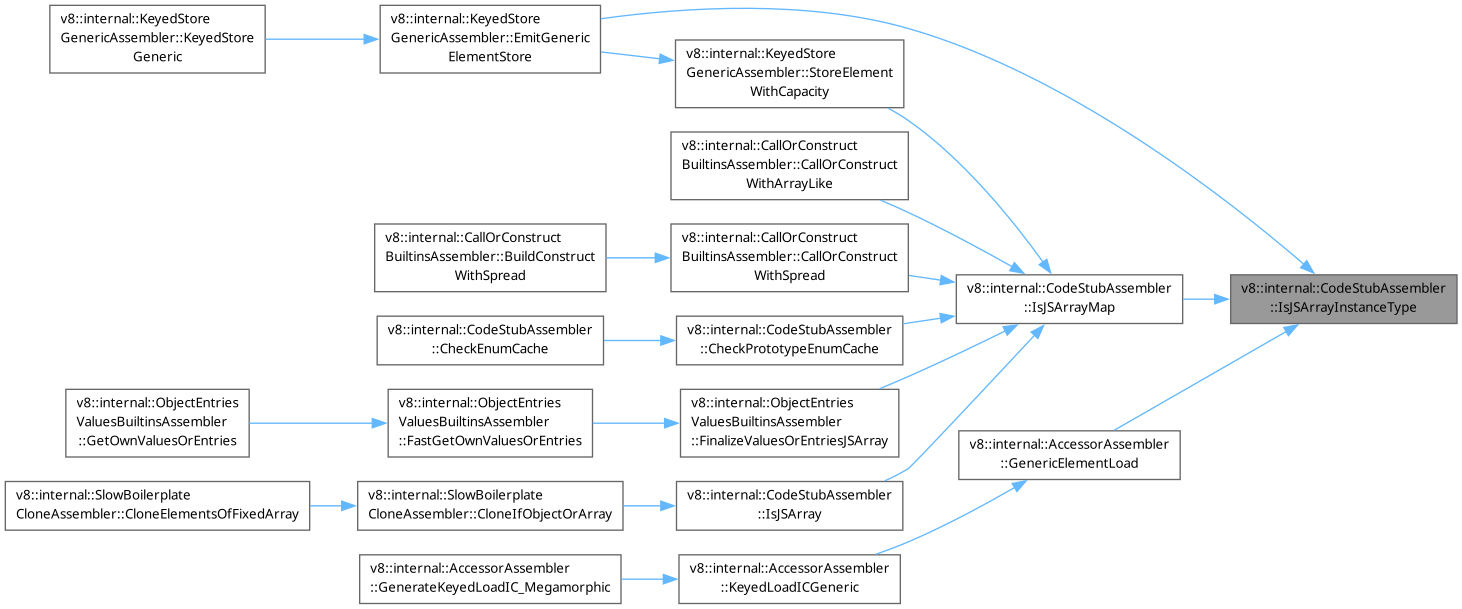 v8::internal::KeyedStore
GenericAssembler::KeyedStore
Generic
v8::internal::KeyedStore
GenericAssembler::EmitGeneric
ElementStore
v8::internal::KeyedStore
GenericAssembler::StoreElement
WithCapacity
v8::internal::CallOrConstruct
BuiltinsAssembler::CallOrConstruct
WithArrayLike
v8::internal::CallOrConstruct
BuiltinsAssembler::BuildConstruct
WithSpread
v8::internal::CallOrConstruct
BuiltinsAssembler::CallOrConstruct
WithSpread
v8::internal::CodeStubAssembler
::IsJSArrayMap
v8::internal::CodeStubAssembler
::IsJSArrayInstanceType
v8::internal::CodeStubAssembler
::CheckEnumCache
v8::internal::CodeStubAssembler
::CheckPrototypeEnumCache
v8::internal::ObjectEntries
ValuesBuiltinsAssembler
::GetOwnValuesOrEntries
v8::internal::ObjectEntries
ValuesBuiltinsAssembler
::FastGetOwnValuesOrEntries
v8::internal::ObjectEntries
ValuesBuiltinsAssembler
::FinalizeValuesOrEntriesJSArray
v8::internal::AccessorAssembler
::GenericElementLoad
v8::internal::SlowBoilerplate
CloneAssembler::CloneElementsOfFixedArray
v8::internal::SlowBoilerplate
CloneAssembler::CloneIfObjectOrArray
v8::internal::CodeStubAssembler
::IsJSArray
v8::internal::AccessorAssembler
::GenerateKeyedLoadIC_Megamorphic
v8::internal::AccessorAssembler
::KeyedLoadICGeneric